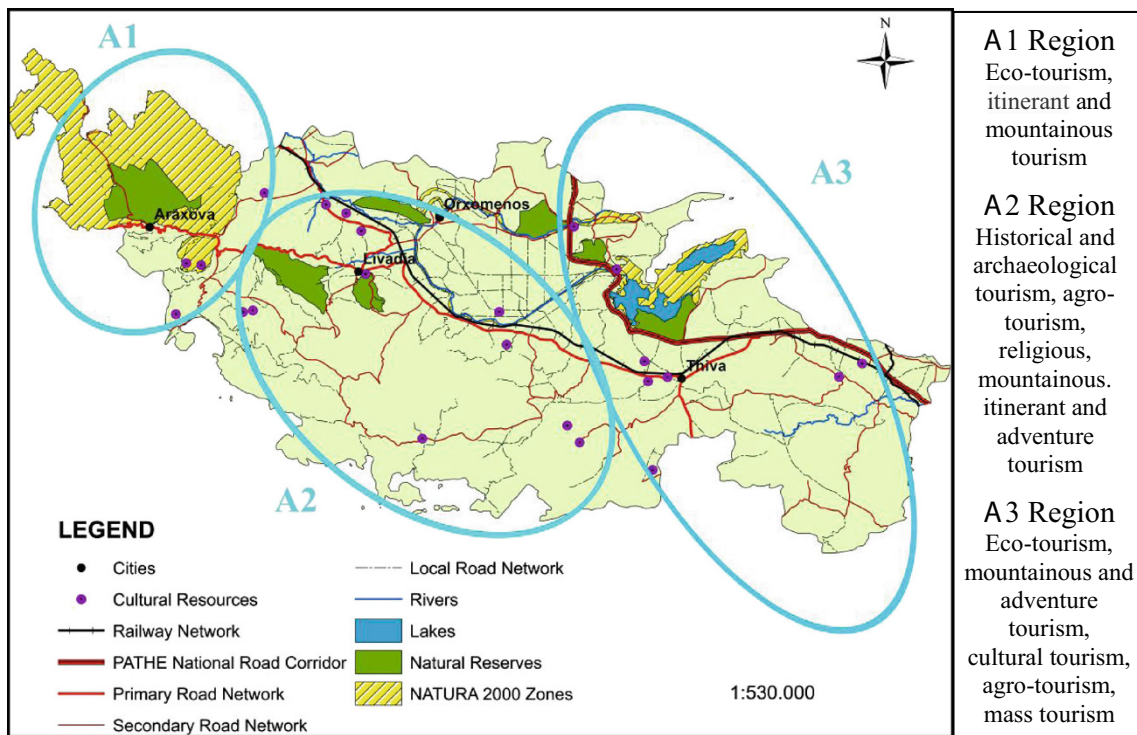 A1
N
A3
Araxova
Orxomenos
Livadia
Thiva
A2
LEGEND
Cities
Cultural Resources
Railway Network
PATHE National Road Corridor
Primary Road Network
Secondary Road Network
Local Road Network
Rivers
Lakes
Natural Reserves
NATURA 2000 Zones
1:530.000
A1 Region
Eco-tourism,
itinerant and
mountainous
tourism
A2 Region
Historical and
archaeological
tourism, agro-
tourism,
religious,
mountainous.
itinerant and
adventure
tourism
A3 Region
Eco-tourism,
mountainous and
adventure
tourism,
cultural tourism,
agro-tourism,
mass tourism